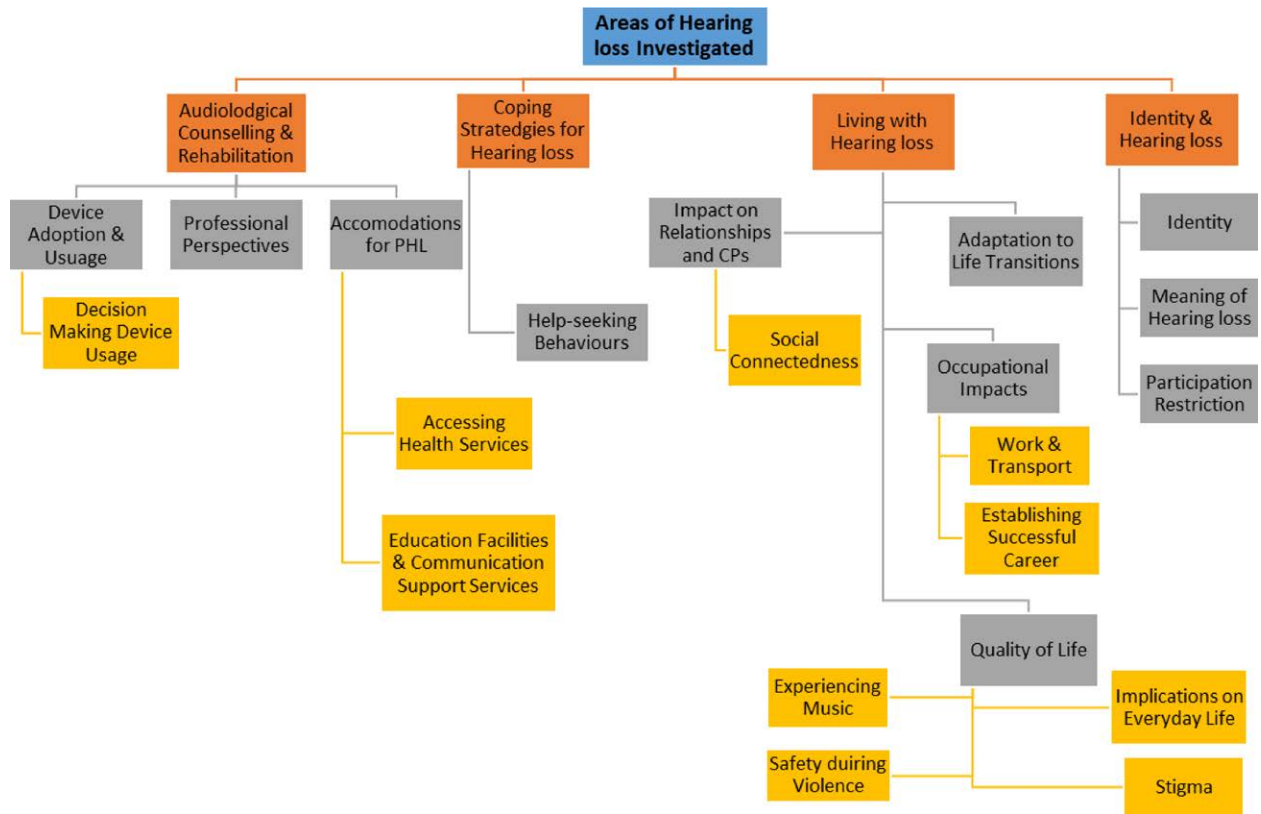 Areas of Hearing
loss Investigated
Audiolodgical
Counselling &
Rehabilitation
Coping
Stratedgies for
Hearing loss
Living with
Hearing loss
Identity &
Hearing loss
Device
Adoption &
Usuage
Professional
Perspectives
Accomodations
for PHL
Impact on
Relationships
and CPs
Adaptation to
Life Transitions
Identity
Decision
Making Device
Usage
Help-seeking
Behaviours
Social
Connectedness
Occupational
Impacts
Meaning of
Hearing loss
Participation
Restriction
Accessing
Health Services
Work &
Transport
Education Facilities
& Communication
Support Services
Establishing
Successful
Career
Quality of Life
Experiencing
Music
Implications on
Everyday Life
Safety duiring
Violence
Stigma